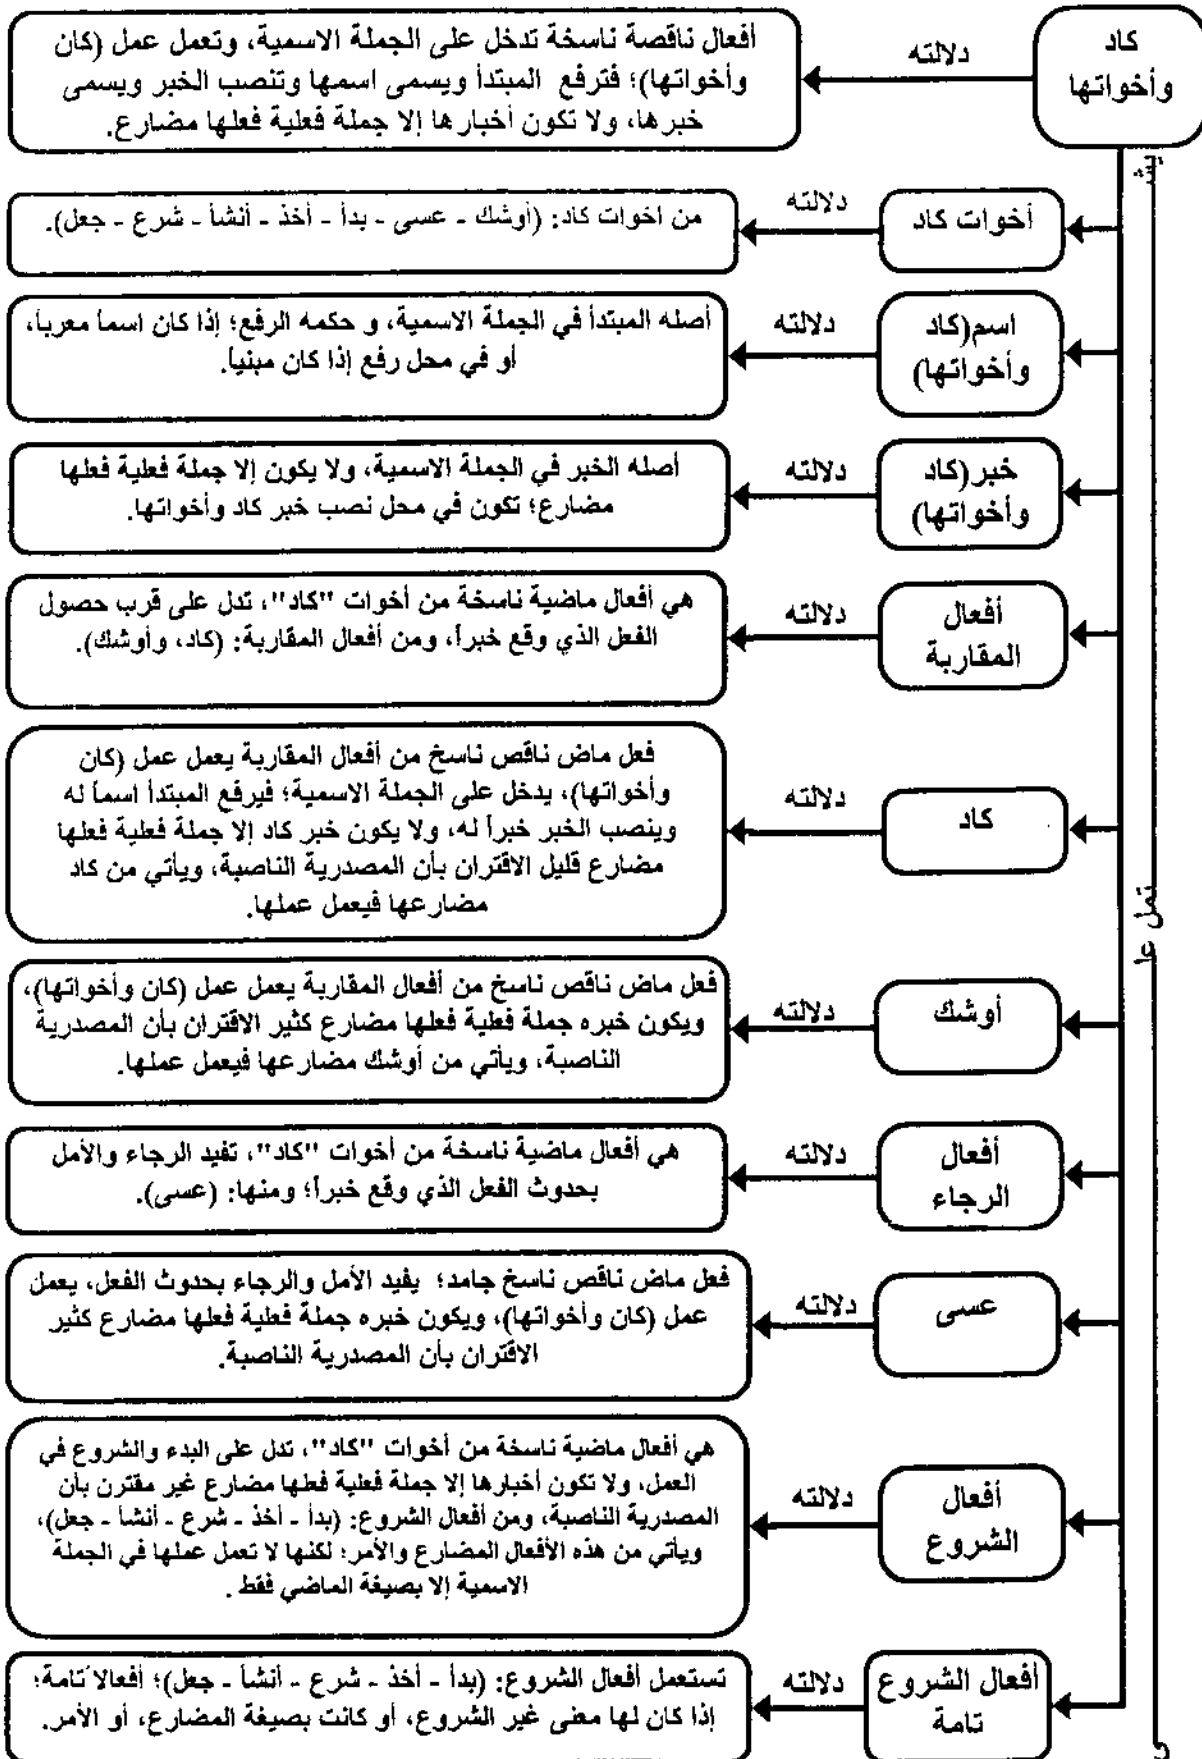 كاد
وأخواتها
دلالته
أفعال ناقصة ناسخة تدخل على الجملة الاسمية، وتعمل عمل (كان
وأخواتها)؛ فترفع المبتدأ ويسمى اسمها وتنصب الخبر ويسمى
خبرها، ولا تكون أخبارها إلا جملة فعلية فعلها مضارع.
يشـ
أخوات كاد
دلالته
من اخوات كاد: (أوشك - عسى - بدأ - أخذ - أنشأ - شرع - جعل).
اسم(كاد
وأخواتها)
دلالته
أصله المبتدأ في الجملة الاسمية، و حكمه الرفع؛ إذا كان اسماً معرباً،
أو في محل رفع إذا كان مبنياً.
خبر(كاد
وأخواتها)
دلالته
أصله الخبر في الجملة الاسمية، ولا يكون إلا جملة فعلية فعلها
مضارع؛ تكون في محل نصب خبر كاد وأخواتها.
أفعال
المقاربة
دلالته
هي أفعال ماضية ناسخة من أخوات "كاد"، تدل على قرب حصول
الفعل الذي وقع خبراً، ومن أفعال المقاربة: (كاد، وأوشك).
كاد
دلالته
فعل ماض ناقص ناسخ من أفعال المقاربة يعمل عمل (كان
وأخواتها)، يدخل على الجملة الاسمية؛ فيرفع المبتدأ اسماً له
وينصب الخبر خبراً له، ولا يكون خبر كاد إلا جملة فعلية فعلها
مضارع قليل الاقتران بأن المصدرية الناصبة، ويأتي من كاد
مضارعها فيعمل عملها.
تمل علـ
أوشك
دلالته
فعل ماض ناقص ناسخ من أفعال المقاربة يعمل عمل (كان وأخواتها)،
ويكون خبره جملة فعلية فعلها مضارع كثير الاقتران بأن المصدرية
الناصبة، ويأتي من أوشك مضارعها فيعمل عملها.
أفعال
الرجاء
دلالته
هي أفعال ماضية ناسخة من أخوات "كاد"، تفيد الرجاء والأمل
بحدوث الفعل الذي وقع خبراً؛ ومنها: (عسى).
عسى
دلالته
فعل ماض ناقص ناسخ جامد؛ يفيد الأمل والرجاء بحدوث الفعل، يعمل
عمل (كان وأخواتها)، ويكون خبره جملة فعلية فعلها مضارع كثير
الاقتران بأن المصدرية الناصبة.
أفعال
الشروع
دلالته
هي أفعال ماضية ناسخة من أخوات "كاد"، تدل على البدء والشروع في
العمل، ولا تكون أخبارها إلا جملة فعلية فعلها مضارع غير مقترن بأن
المصدرية الناصبة، ومن أفعال الشروع: (بدأ - أخذ - شرع - أنشأ - جعل)،
ويأتي من هذه الأفعال المضارع والأمر؛ لكنها لا تعمل عملها في الجملة
الاسمية إلا بصيغة الماضي فقط .
أفعال الشروع
تامة
دلالته
تستعمل أفعال الشروع: (بدأ - أخذ - شرع - أنشأ - جعل)؛ أفعالاً تامة؛
إذا كان لها معنى غير الشروع، أو كانت بصيغة المضارع، أو الأمر.
ى